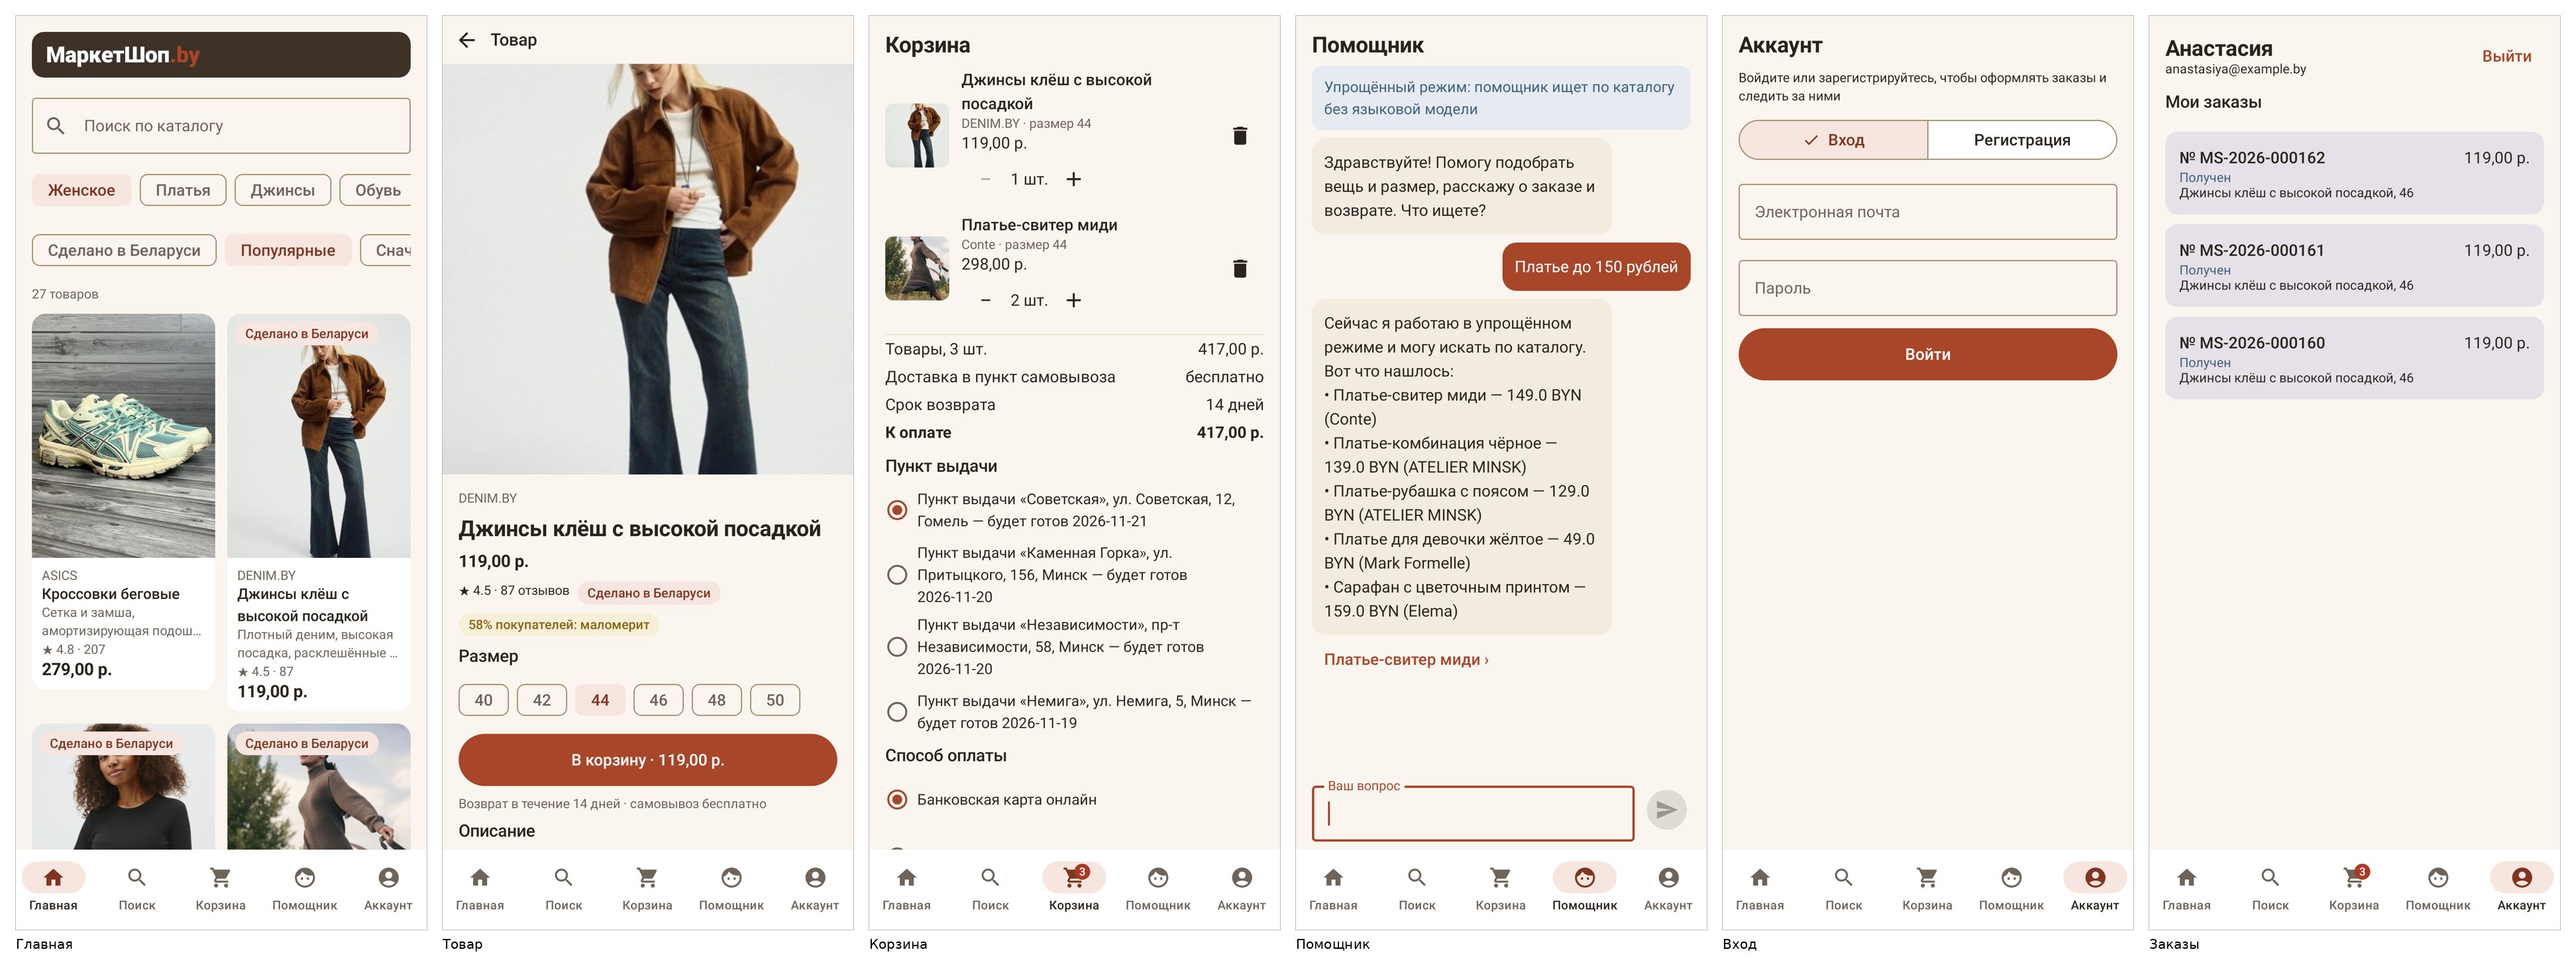 МаркетШоп.by
Поиск по каталогу
Женское
Платья
Джинсы
Обувь
Сделано в Беларуси
Популярные
Снач
27 товаров
ASICS
Кроссовки беговые
Сетка и замша,
амортизирующая подош...
★ 4.8 · 207
279,00 р.
Сделано в Беларуси
DENIM.BY
Джинсы клёш с
высокой посадкой
Плотный деним, высокая
посадка, расклешённые ...
★ 4.5 · 87
119,00 р.
Сделано в Беларуси
Сделано в Беларуси
Главная
Поиск
Корзина
Помощник
Аккаунт
Главная
Товар
DENIM.BY
Джинсы клёш с высокой посадкой
119,00 р.
★ 4.5 · 87 отзывов
Сделано в Беларуси
58% покупателей: маломерит
Размер
40
42
44
46
48
50
В корзину · 119,00 р.
Возврат в течение 14 дней · самовывоз бесплатно
Описание
Главная
Поиск
Корзина
Помощник
Аккаунт
Товар
Корзина
Джинсы клёш с высокой
посадкой
DENIM.BY · размер 44
119,00 р.
− 1 шт. +
Платье-свитер миди
Conte · размер 44
298,00 р.
− 2 шт. +
Товары, 3 шт. 417,00 р.
Доставка в пункт самовывоза бесплатно
Срок возврата 14 дней
К оплате 417,00 р.
Пункт выдачи
Пункт выдачи «Советская», ул. Советская, 12,
Гомель — будет готов 2026-11-21
Пункт выдачи «Каменная Горка», ул.
Притыцкого, 156, Минск — будет готов
2026-11-20
Пункт выдачи «Независимости», пр-т
Независимости, 58, Минск — будет готов
2026-11-20
Пункт выдачи «Немига», ул. Немига, 5, Минск —
будет готов 2026-11-19
Способ оплаты
Банковская карта онлайн
3
Главная
Поиск
Корзина
Помощник
Аккаунт
Корзина
Помощник
Упрощённый режим: помощник ищет по каталогу
без языковой модели
Здравствуйте! Помогу подобрать
вещь и размер, расскажу о заказе и
возврате. Что ищете?
Платье до 150 рублей
Сейчас я работаю в упрощённом
режиме и могу искать по каталогу.
Вот что нашлось:
• Платье-свитер миди — 149.0 BYN
(Conte)
• Платье-комбинация чёрное —
139.0 BYN (ATELIER MINSK)
• Платье-рубашка с поясом — 129.0
BYN (ATELIER MINSK)
• Платье для девочки жёлтое — 49.0
BYN (Mark Formelle)
• Сарафан с цветочным принтом —
159.0 BYN (Elema)
Платье-свитер миди ›
Ваш вопрос
Главная
Поиск
Корзина
Помощник
Аккаунт
Помощник
Аккаунт
Войдите или зарегистрируйтесь, чтобы оформлять заказы и
следить за ними
Вход
Регистрация
Электронная почта
Пароль
Войти
Главная
Поиск
Корзина
Помощник
Аккаунт
Вход
Анастасия
anastasiya@example.by
Выйти
Мои заказы
№ MS-2026-000162 119,00 р.
Получен
Джинсы клёш с высокой посадкой, 46
№ MS-2026-000161 119,00 р.
Получен
Джинсы клёш с высокой посадкой, 46
№ MS-2026-000160 119,00 р.
Получен
Джинсы клёш с высокой посадкой, 46
3
Главная
Поиск
Корзина
Помощник
Аккаунт
Заказы